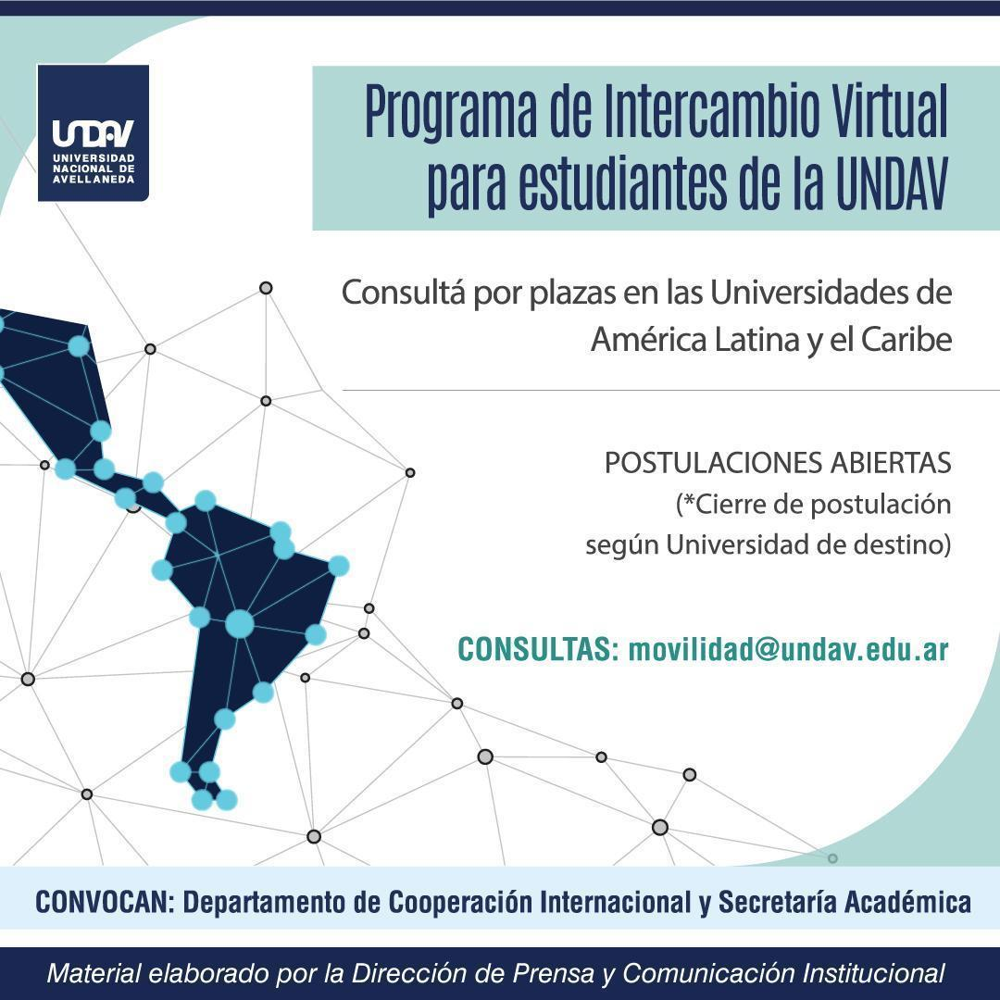 UNDAV
UNIVERSIDAD
NACIONAL DE
AVELLANEDA
Programa de Intercambio Virtual
para estudiantes de la UNDAV
Consultá por plazas en las Universidades de
América Latina y el Caribe
POSTULACIONES ABIERTAS
(*Cierre de postulación
según Universidad de destino)
CONSULTAS: movilidad@undav.edu.ar
CONVOCAN: Departamento de Cooperación Internacional y Secretaría Académica
Material elaborado por la Dirección de Prensa y Comunicación Institucional